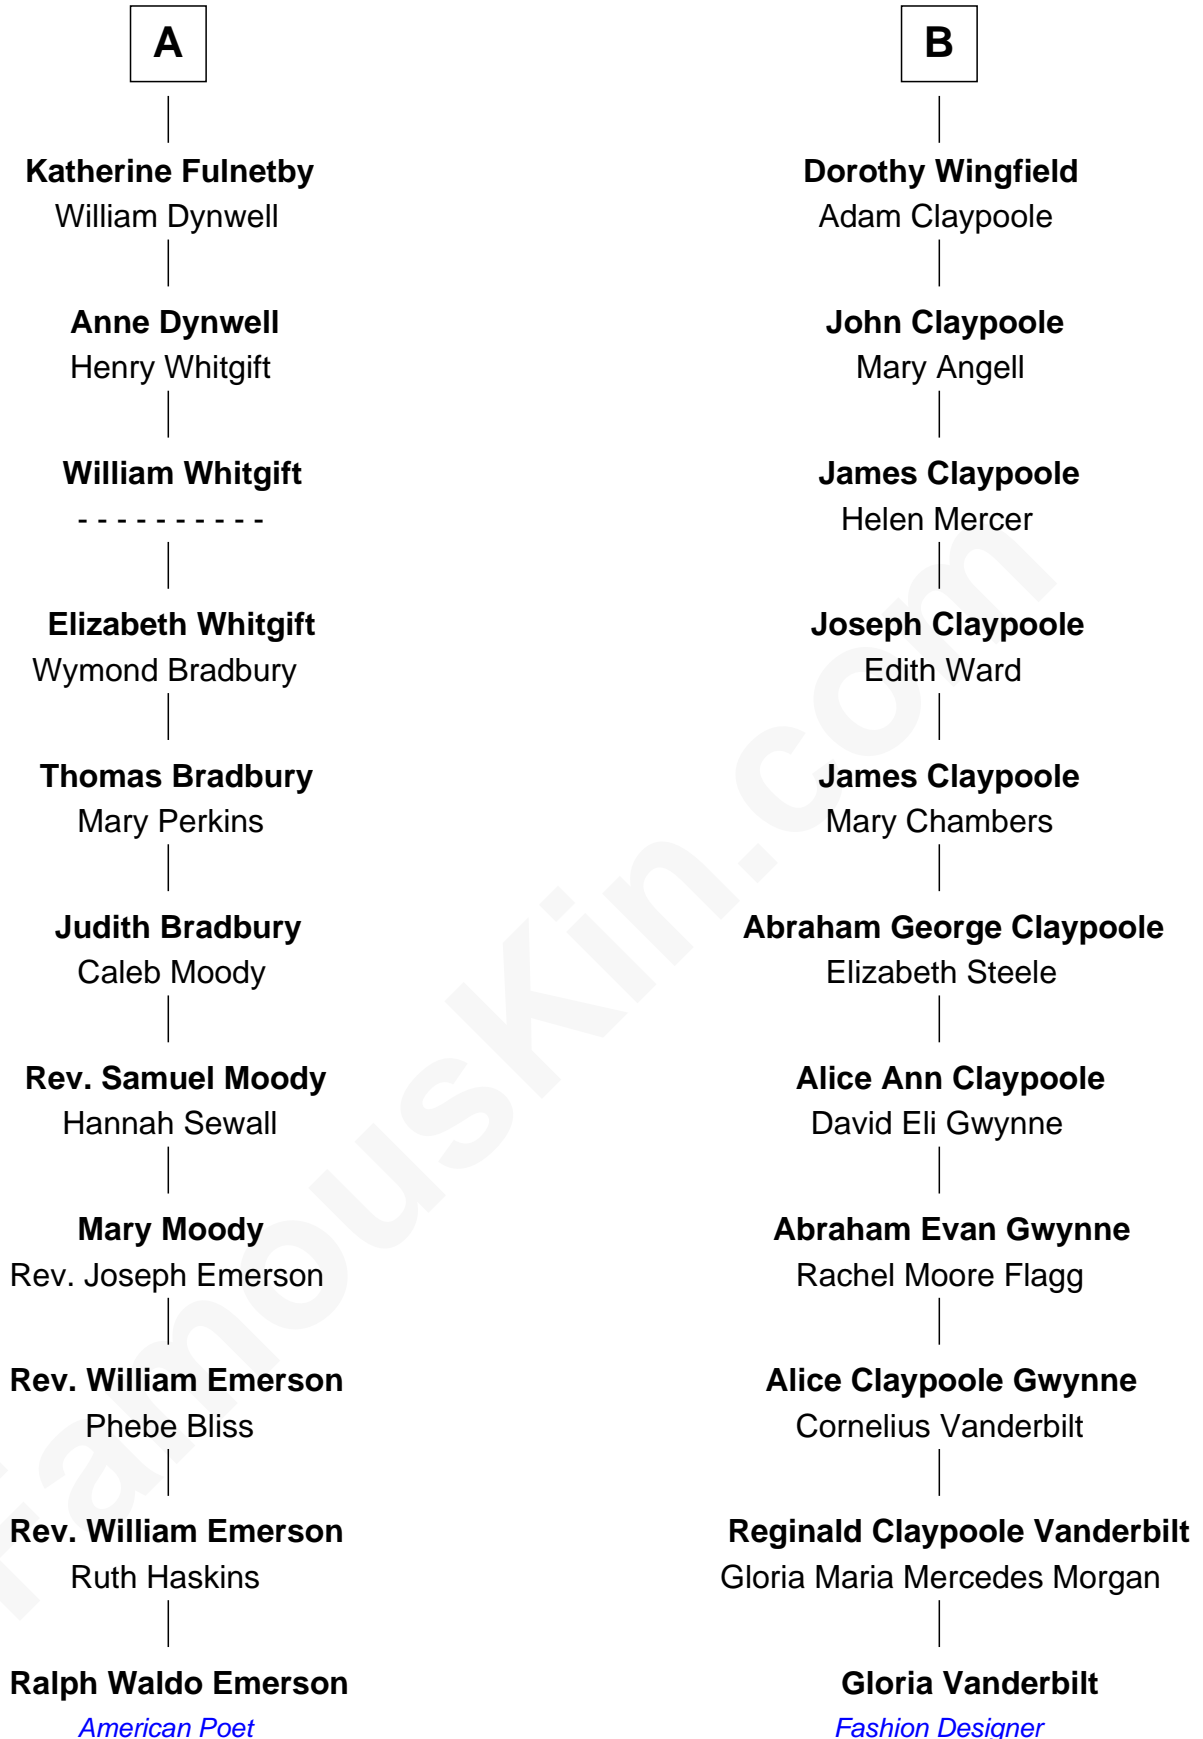 A
Katherine Fulnetby
William Dynwell
Anne Dynwell
Henry Whitgift
William Whitgift
- - - - - - - - - -
Elizabeth Whitgift
Wymond Bradbury
Thomas Bradbury
Mary Perkins
Judith Bradbury
Caleb Moody
Rev. Samuel Moody
Hannah Sewall
Mary Moody
Rev. Joseph Emerson
Rev. William Emerson
Phebe Bliss
Rev. William Emerson
Ruth Haskins
Ralph Waldo Emerson
American Poet
B
Dorothy Wingfield
Adam Claypoole
John Claypoole
Mary Angell
James Claypoole
Helen Mercer
Joseph Claypoole
Edith Ward
James Claypoole
Mary Chambers
Abraham George Claypoole
Elizabeth Steele
Alice Ann Claypoole
David Eli Gwynne
Abraham Evan Gwynne
Rachel Moore Flagg
Alice Claypoole Gwynne
Cornelius Vanderbilt
Reginald Claypoole Vanderbilt
Gloria Maria Mercedes Morgan
Gloria Vanderbilt
Fashion Designer
FamousKin.com